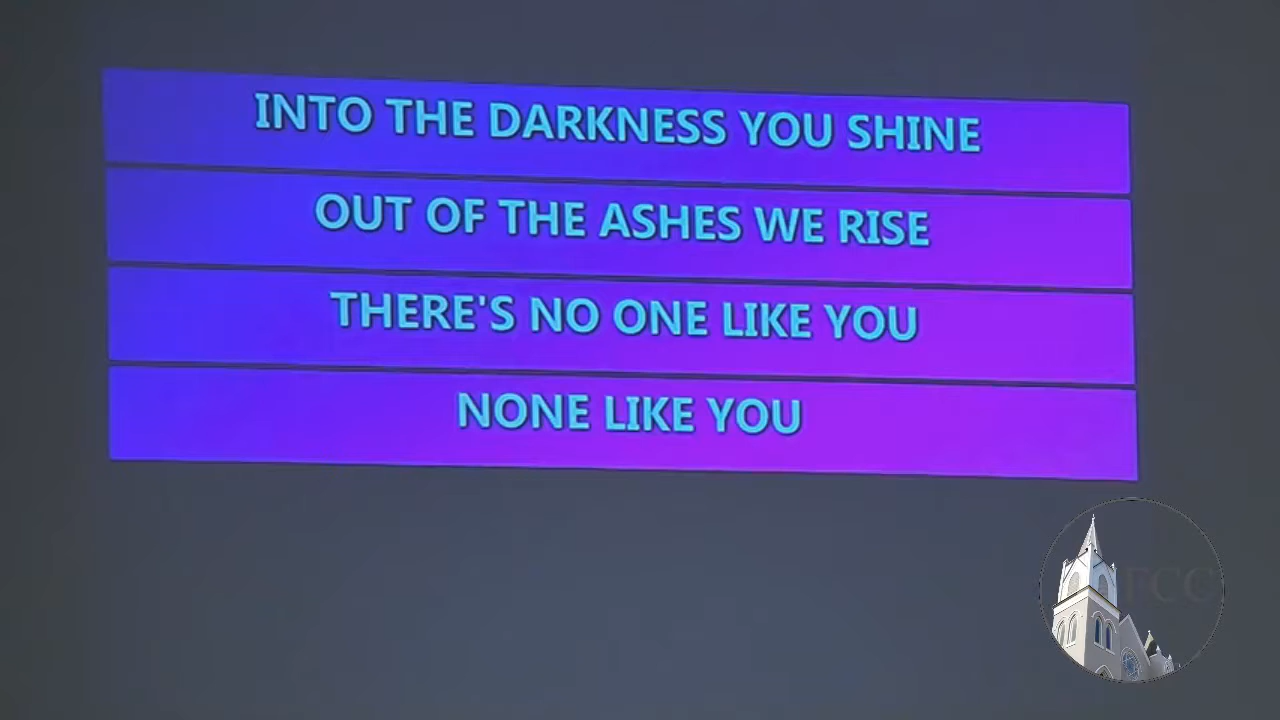 INTO THE DARKNESS YOU SHINE
OUT OF THE ASHES WE RISE
THERE'S NO ONE LIKE YOU
NONE LIKE YOU
FCC